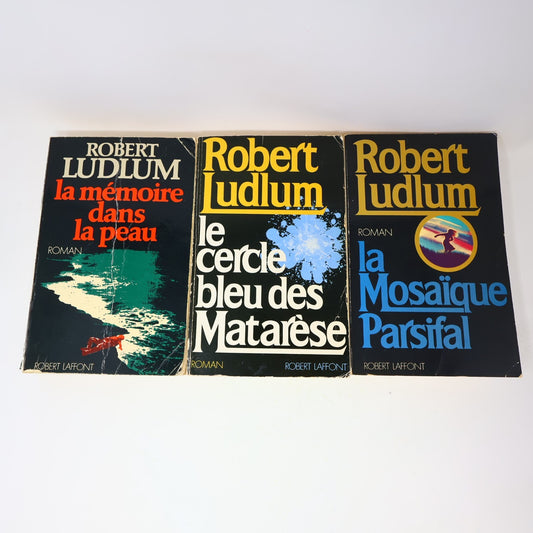 ROBERT
LUDLUM
la mémoire
dans
la peau
ROMAN
ROBERT LAFFONT
Robert
Ludlum
le
cercle
bleu des
Matarèse
ROMAN
ROBERT LAFFONT
Robert
Ludlum
ROMAN
la
Mosaïque
Parsifal
ROBERT LAFFONT